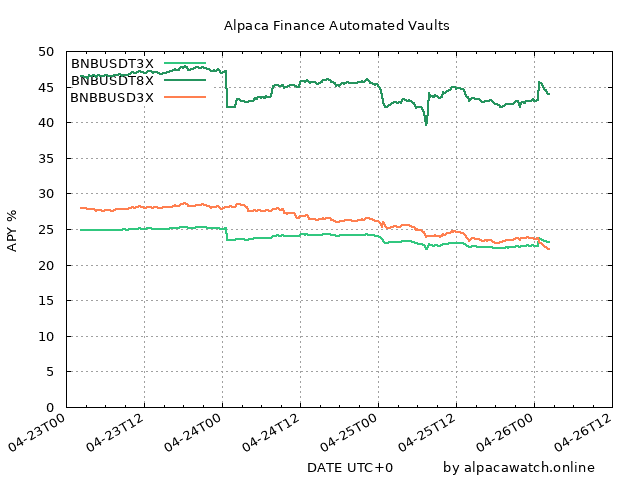 Alpaca Finance Automated Vaults
BNBUSDT3X
BNBUSDT8X
BNBBUSD3X
50
45
40
35
30
25
20
15
10
5
0
APY %
04-23T00
04-23T12
04-24T00
04-24T12
04-25T00
04-25T12
04-26T00
04-26T12
DATE UTC+0
by alpacawatch.online